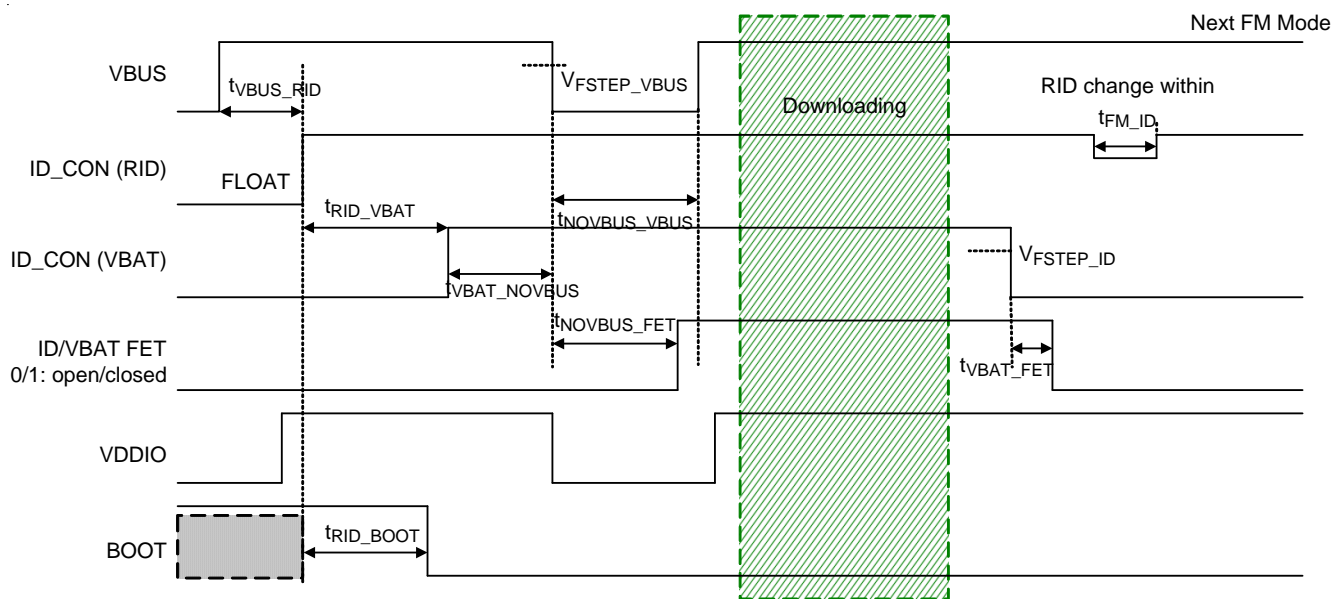 Next FM Mode
VBUS
tVBUS_RID
VFSTEP_VBUS
Downloading
RID change within
tFM_ID
ID_CON (RID)
FLOAT
tRID_VBAT
tNOVBUS_VBUS
ID_CON (VBAT)
VFSTEP_ID
tVBAT_NOVBUS
tNOVBUS_FET
ID/VBAT FET
0/1: open/closed
tVBAT_FET
VDDIO
BOOT
tRID_BOOT